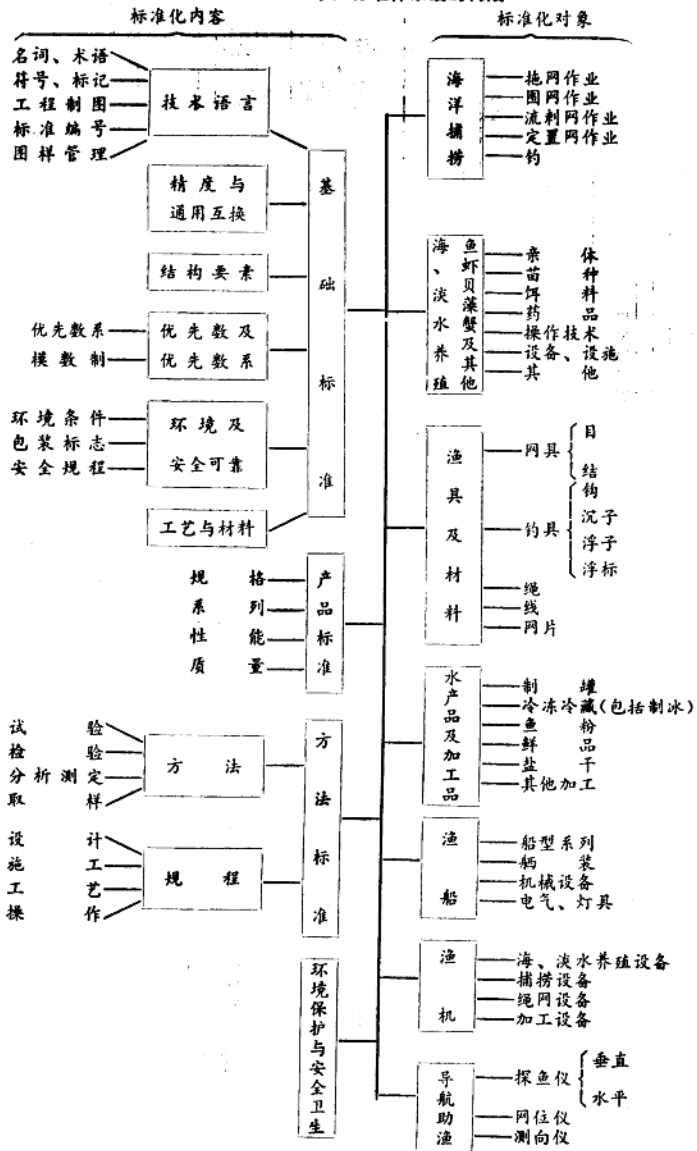 标准化内容
名词、术语
符号、标记
工程制图
标准编号
图样管理
技术语言
精度与
通用互换
结构要素
优先数系
模数制
优先数及
优先数系
环境条件
包装标志
安全规程
环境及
安全可靠
工艺与材料
基础标准
规格
系列
性能
质量
产品标准
试验
检验
分析测定
取样
方法
设计
施工
工艺
操作
规程
方法标准
环境保护与安全卫生
标准化对象
海洋捕捞
拖网作业
围网作业
流刺网作业
定置网作业
钓
海、淡水养殖
鱼虾贝藻蟹及其他
亲体
苗种
饵料
药品
操作技术
设备、设施
其他
渔具及材料
网具
目
结
钓具
钩
沉子
浮子
浮标
绳
线
网片
水产品及加工品
制罐
冷冻冷藏(包括制冰)
鱼粉
鲜品
盐干
其他加工
渔船
船型系列
舾装
机械设备
电气、灯具
渔机
海、淡水养殖设备
捕捞设备
绳网设备
加工设备
导航助渔
探鱼仪
垂直
水平
网位仪
测向仪